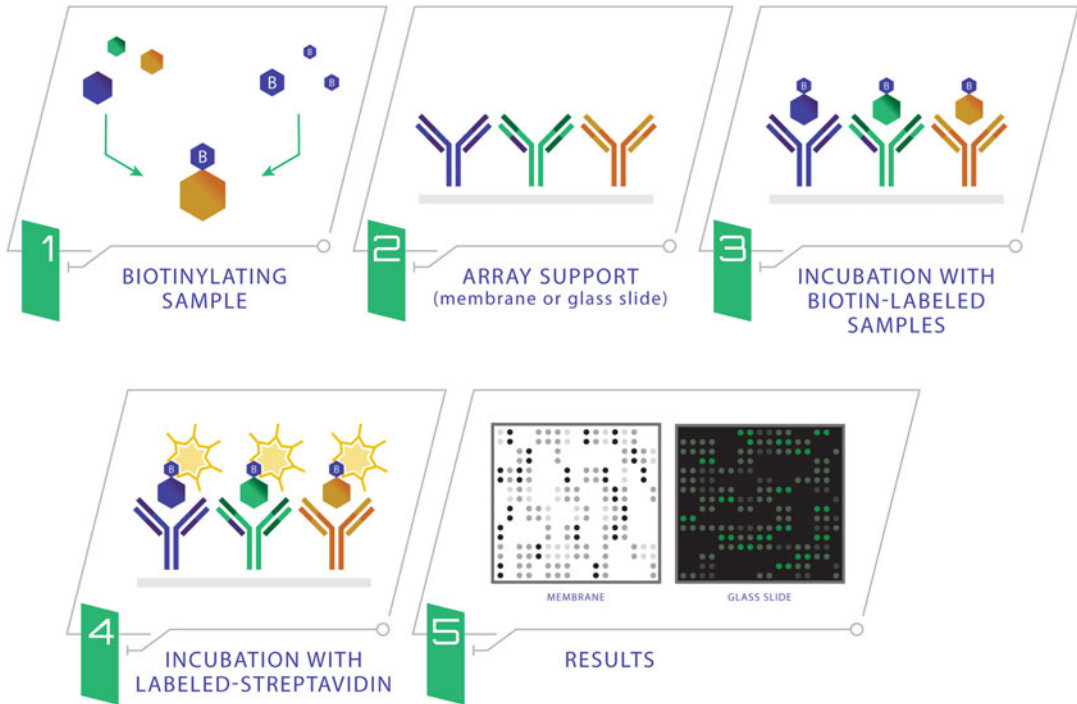 B
B
B
B
1
BIOTINYLATING
SAMPLE
2
ARRAY SUPPORT
(membrane or glass slide)
B
B
B
3
INCUBATION WITH
BIOTIN-LABELED
SAMPLES
B
B
B
4
INCUBATION WITH
LABELED-STREPTAVIDIN
MEMBRANE
GLASS SLIDE
5
RESULTS